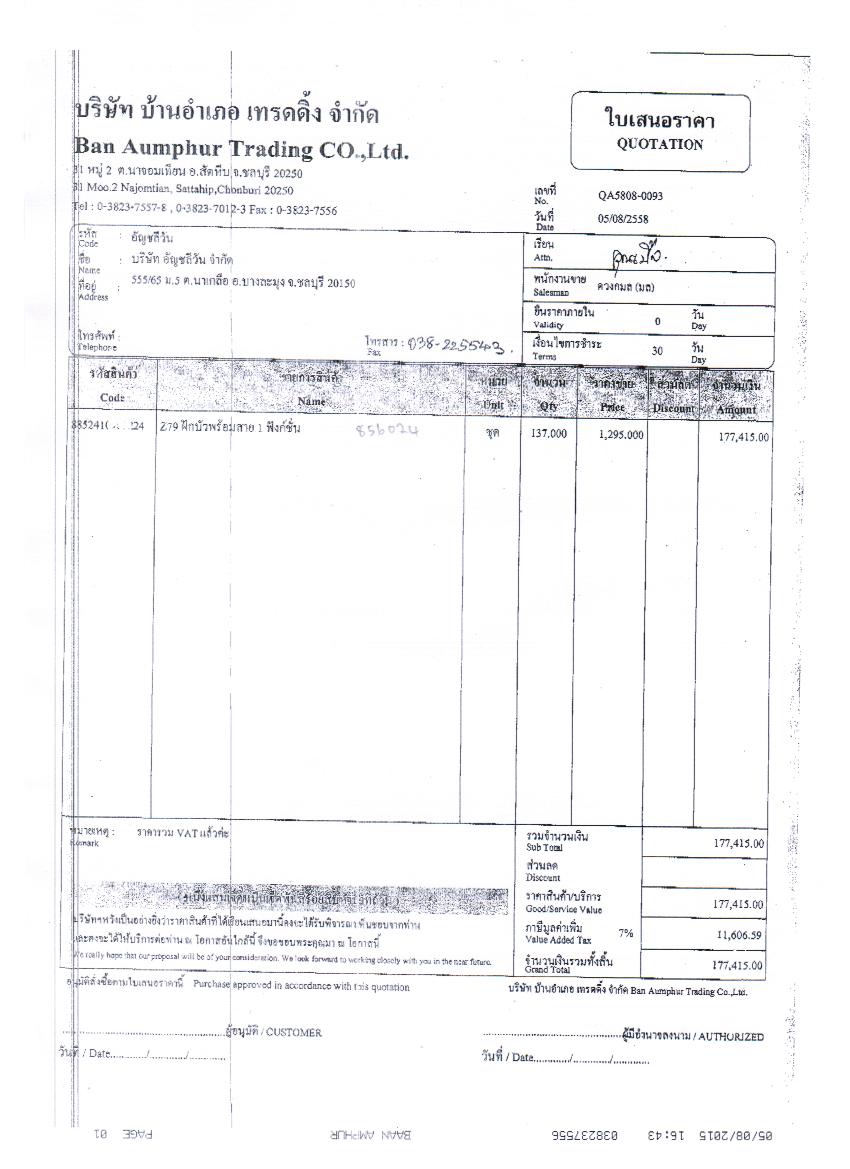 บริษัท บ้านอำเภอ เทรดดิ้ง จำกัด
Ban Aumphur Trading CO.,Ltd.
ใบเสนอราคา
QUOTATION
31 หมู่ 2 ต.นาจอมเทียน อ.สัตหีบ จ.ชลบุรี 20250
31 Moo.2 Najomtian, Sattahip,Chonburi 20250
Tel : 0-3823-7557-8 , 0-3823-7012-3 Fax : 0-3823-7556
เลขที่ No. QA5808-0093
วันที่ Date 05/08/2558
รหัส Code : อัญชลีวัน
ชื่อ Name : บริษัท อัญชลีวัน จำกัด
ที่อยู่ Address : 555/65 ม.5 ต.นาเกลือ อ.บางละมุง จ.ชลบุรี 20150
โทรศัพท์ : Telephone
โทรสาร : Fax 038-225543.
เรียน Attn.
พนักงานขาย Salesman ดวงกมล (มล)
ยืนราคาภายใน Validity 0 วัน Day
เงื่อนไขการชำระ Terms 30 วัน Day
รหัสสินค้า รายการสินค้า หน่วย จำนวน ราคาขาย ส่วนลด จำนวนเงิน
Code Name Unit Qty Price Discount Amount
Z79 ฝักบัวพร้อมสาย 1 ฟังก์ชั่น 856024 ชุด 137.000 1,295.000 177,415.00
หมายเหตุ : ราคารวม VAT แล้วค่ะ
Remark
รวมจำนวนเงิน Sub Total 177,415.00
ส่วนลด Discount
ราคาสินค้า/บริการ Good/Service Value 177,415.00
ภาษีมูลค่าเพิ่ม Value Added Tax 7% 11,606.59
จำนวนเงินรวมทั้งสิ้น Grand Total 177,415.00
บริษัทฯหวังเป็นอย่างยิ่งว่าราคาสินค้าที่ได้เสนอมานี้คงจะได้รับพิจารณา เห็นชอบจากท่าน
และคงจะได้ให้บริการต่อท่าน ณ โอกาสอันใกล้นี้ จึงขอขอบพระคุณมา ณ โอกาสนี้
We really hope that our proposal will be of your consideration. We look forward to working closely with you in the near future.
อนุมัติสั่งซื้อตามใบเสนอราคานี้ Purchase approved in accordance with this quotation
บริษัท บ้านอำเภอ เทรดดิ้ง จำกัด Ban Aumphur Trading Co.,Ltd.
ผู้อนุมัติ / CUSTOMER
ผู้มีอำนาจลงนาม / AUTHORIZED
วันที่ / Date............/............/............
วันที่ / Date............/............/............
05/08/2015 16:43 038237556 BAAN AMPHUR PAGE 01